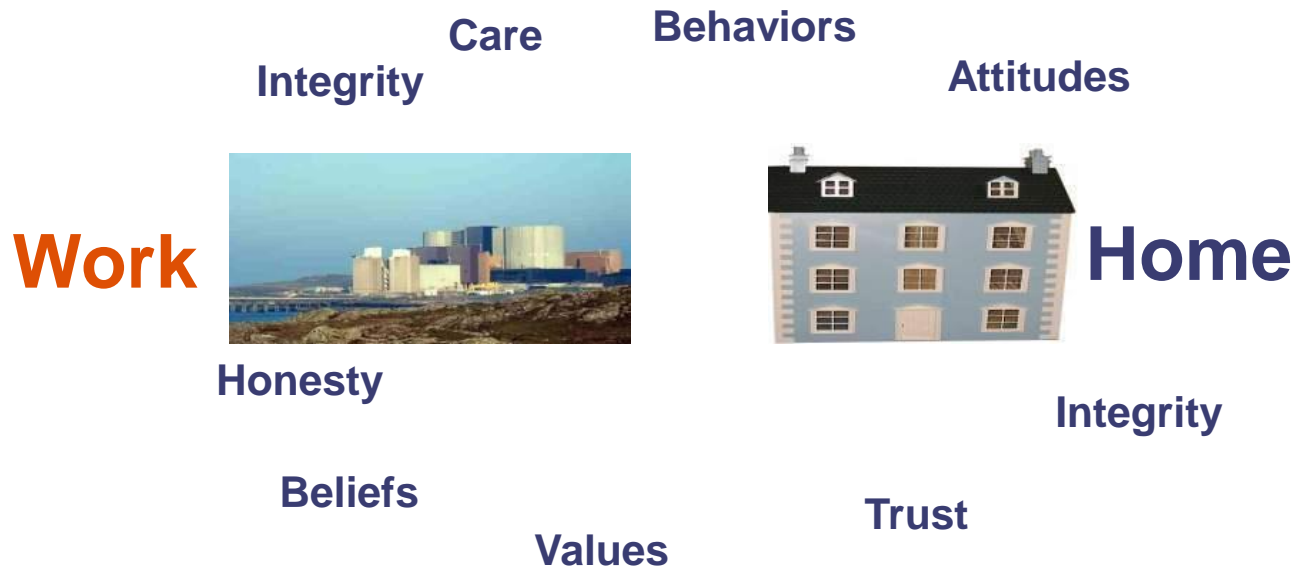 Care
Behaviors
Integrity
Attitudes
Work
Home
Honesty
Integrity
Beliefs
Trust
Values